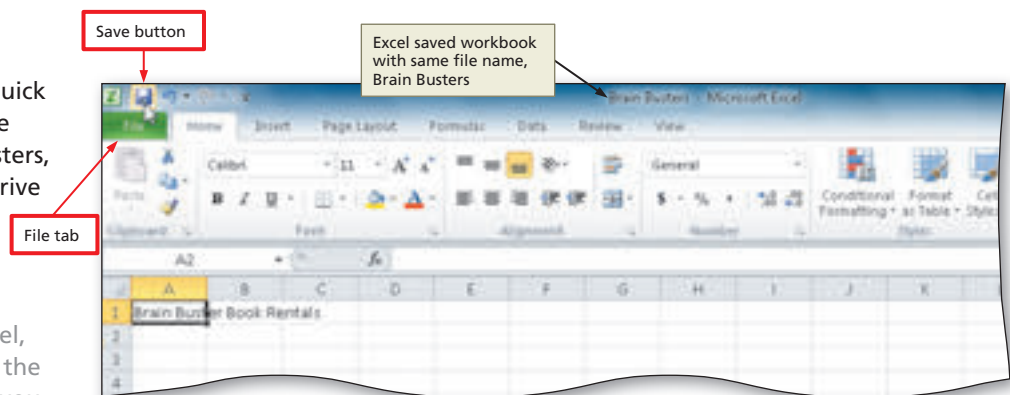 Save button
Excel saved workbook
with same file name,
Brain Busters
uick
e
sters,
rive
File tab
el,
the
you
Brain Busters - Microsoft Excel
File Home Insert Page Layout Formulas Data Review View
Calibri 11 A A General
Paste B I U $ % , Conditional Format Cell
Formatting as Table Styles
Clipboard Font Alignment Number Styles
A2 fx
A B C D E F G H I J K
1 Brain Buster Book Rentals
2
3
4